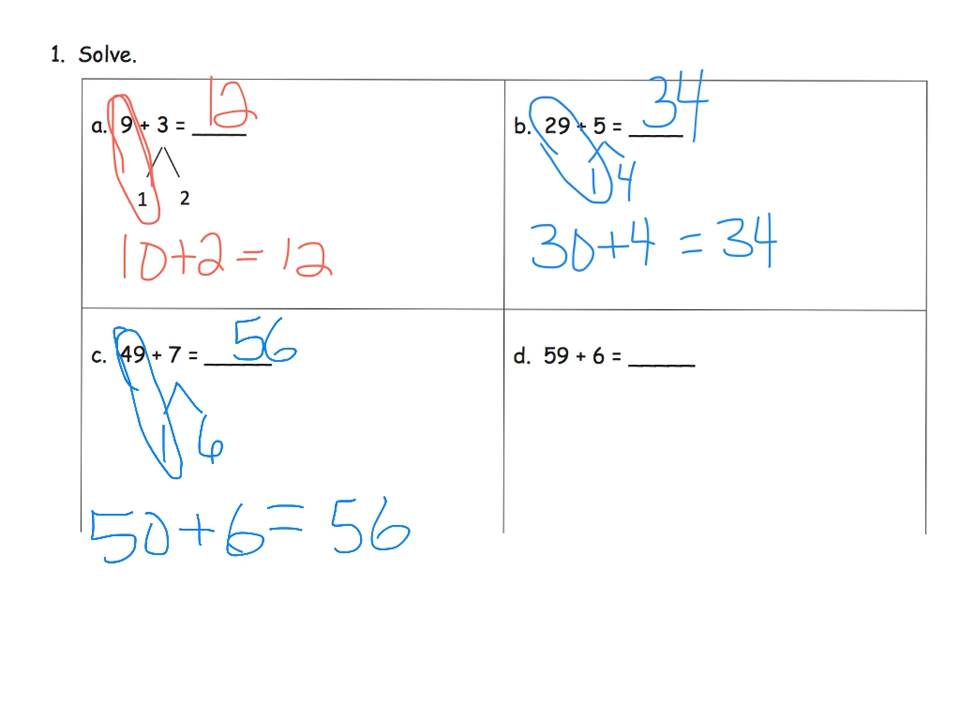 1. Solve.
a. 9 + 3 = 12
1 2
10+2=12
b. 29 + 5 = 34
1 4
30+4=34
c. 49 + 7 = 56
1 6
50+6=56
d. 59 + 6 = ______